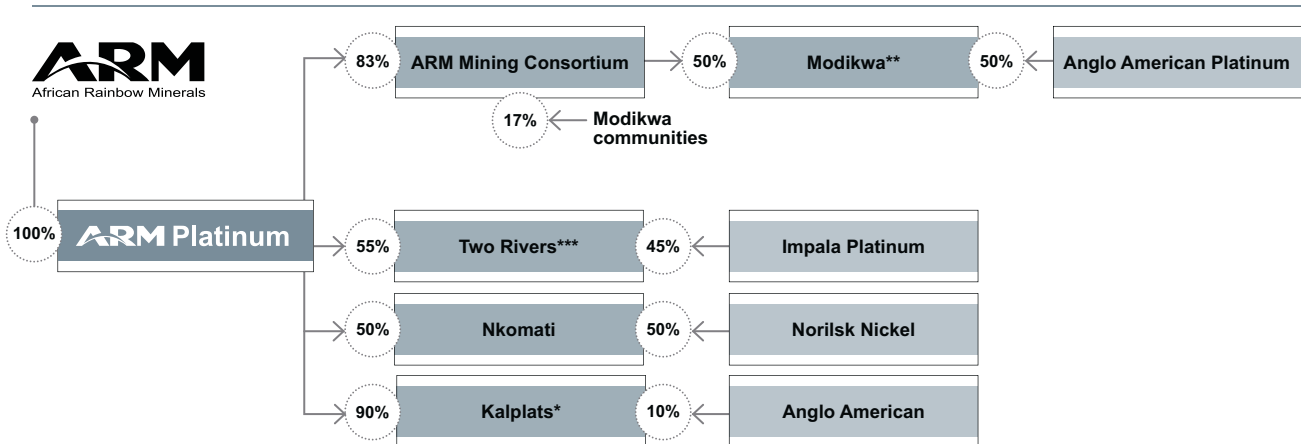 ARM
African Rainbow Minerals
83%
ARM Mining Consortium
50%
Modikwa**
50%
Anglo American Platinum
17%
Modikwa
communities
100%
ARM Platinum
55%
Two Rivers***
45%
Impala Platinum
50%
Nkomati
50%
Norilsk Nickel
90%
Kalplats*
10%
Anglo American